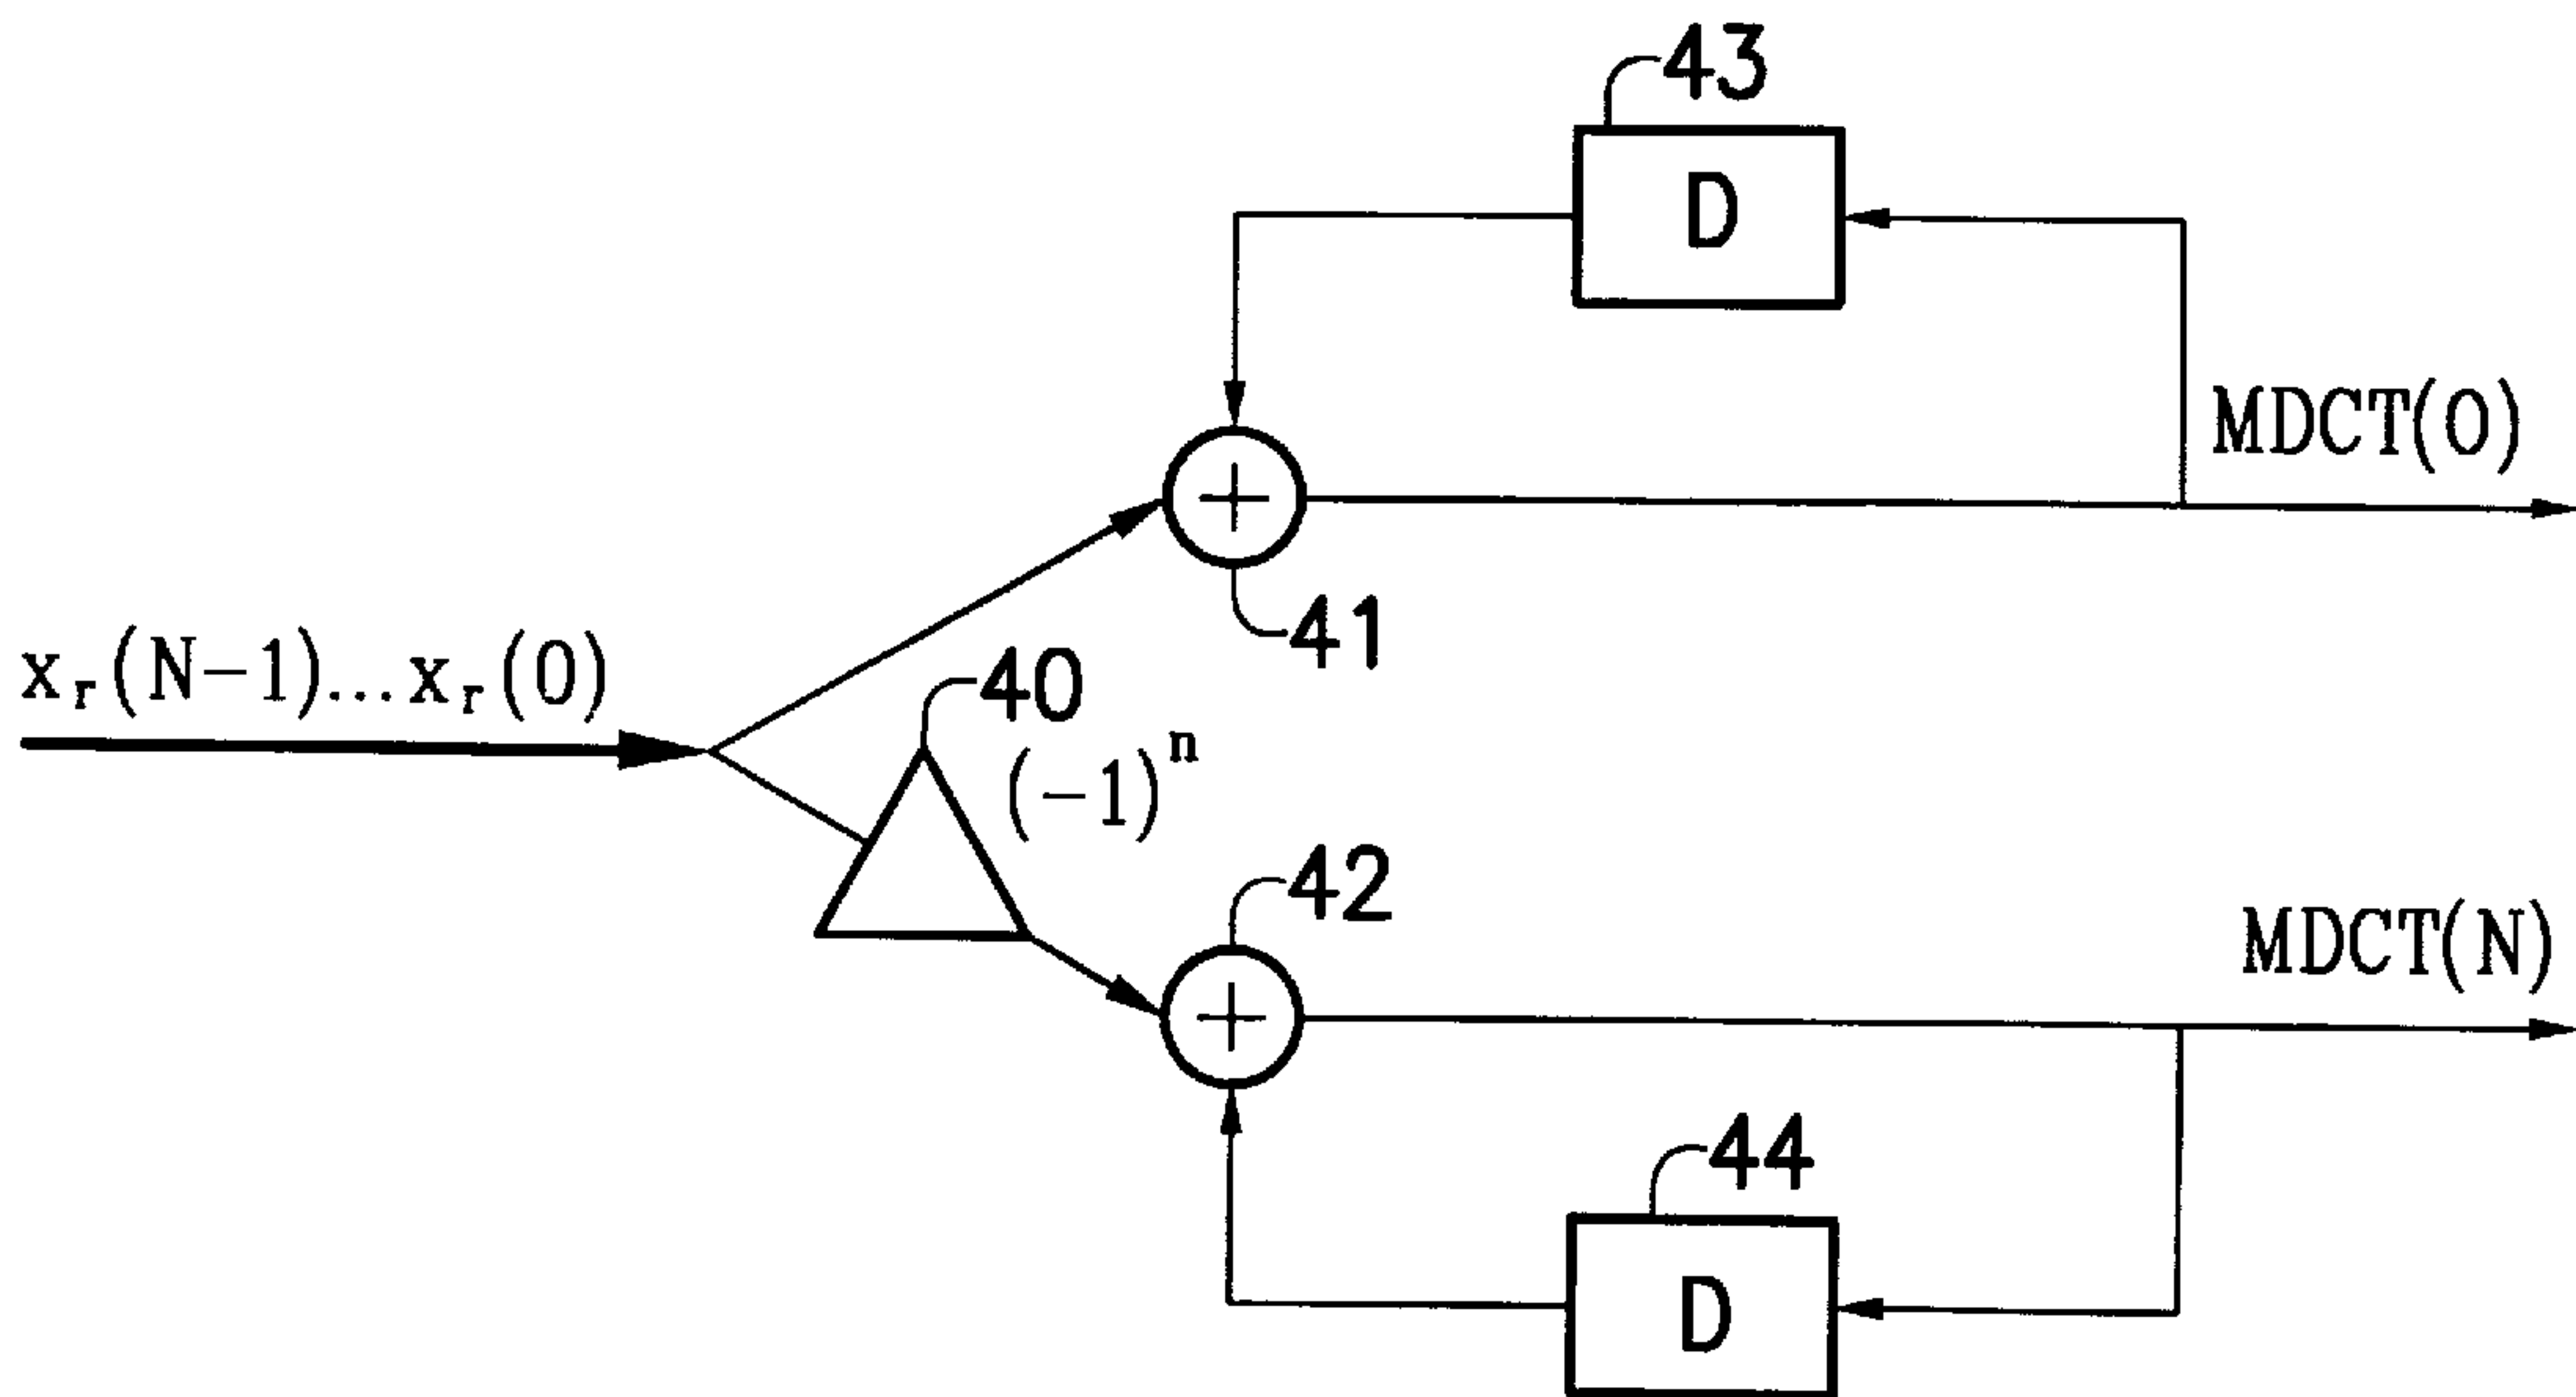 43
D
MDCT(0)
41
x_r(N-1)...x_r(0)
40
(-1)^n
42
MDCT(N)
44
D